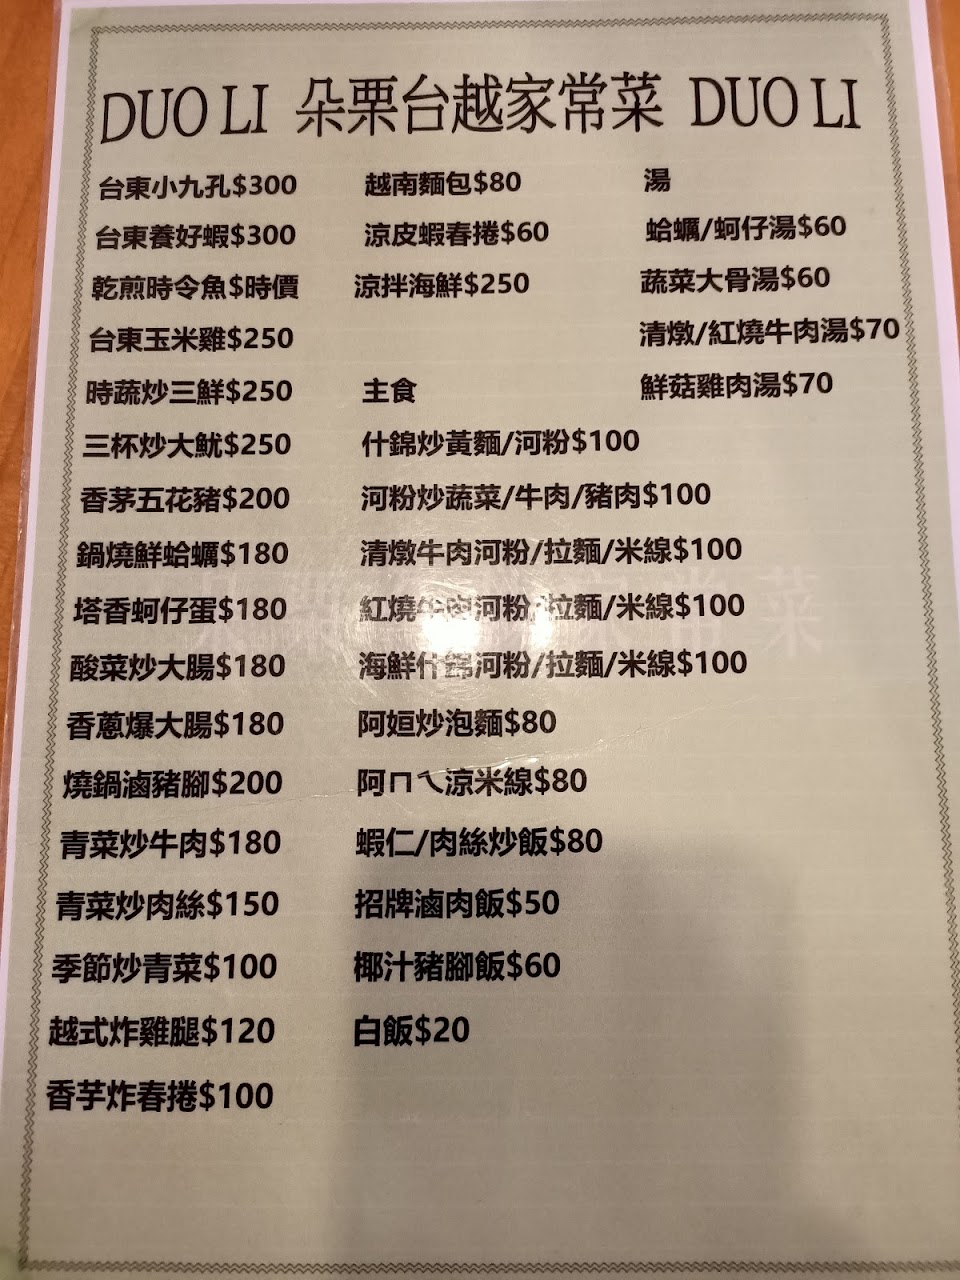 DUO LI 朵栗台越家常菜 DUO LI
台東小九孔$300
台東養好蝦$300
乾煎時令魚$時價
台東玉米雞$250
時蔬炒三鮮$250
三杯炒大魷$250
香茅五花豬$200
鍋燒鮮蛤蠣$180
塔香蚵仔蛋$180
酸菜炒大腸$180
香蔥爆大腸$180
燒鍋滷豬腳$200
青菜炒牛肉$180
青菜炒肉絲$150
季節炒青菜$100
越式炸雞腿$120
香芋炸春捲$100
越南麵包$80
涼皮蝦春捲$60
涼拌海鮮$250
主食
什錦炒黃麵/河粉$100
河粉炒蔬菜/牛肉/豬肉$100
清燉牛肉河粉/拉麵/米線$100
紅燒牛肉河粉/拉麵/米線$100
海鮮什錦河粉/拉麵/米線$100
阿姮炒泡麵$80
阿ㄇㄟ涼米線$80
蝦仁/肉絲炒飯$80
招牌滷肉飯$50
椰汁豬腳飯$60
白飯$20
湯
蛤蠣/蚵仔湯$60
蔬菜大骨湯$60
清燉/紅燒牛肉湯$70
鮮菇雞肉湯$70